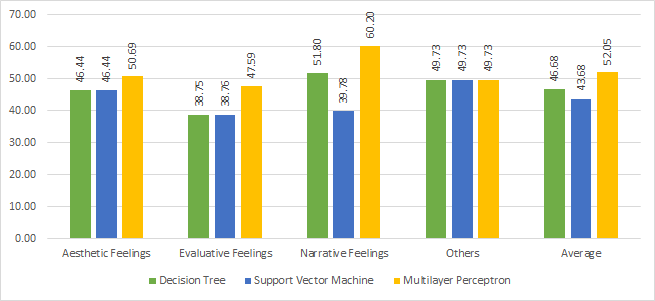 70.00
60.00
50.00
40.00
30.00
20.00
10.00
0.00
46.44 46.44 50.69
38.75 38.76 47.59
51.80 39.78 60.20
49.73 49.73 49.73
46.68 43.68 52.05
Aesthetic Feelings Evaluative Feelings Narrative Feelings Others Average
Decision Tree Support Vector Machine Multilayer Perceptron